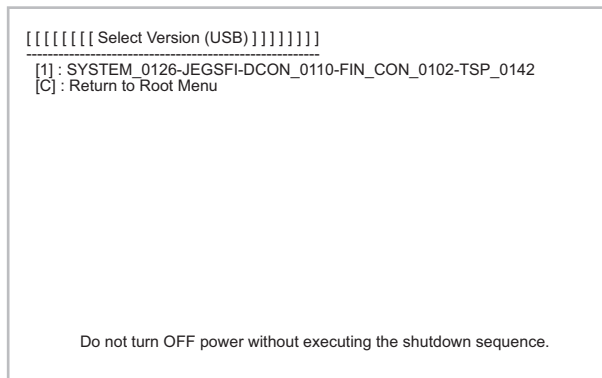 [ [ [ [ [ [ [ [ Select Version (USB) ] ] ] ] ] ] ] ]
--------------------------------------------------------
[1] : SYSTEM_0126-JEGSFI-DCON_0110-FIN_CON_0102-TSP_0142
[C] : Return to Root Menu
Do not turn OFF power without executing the shutdown sequence.